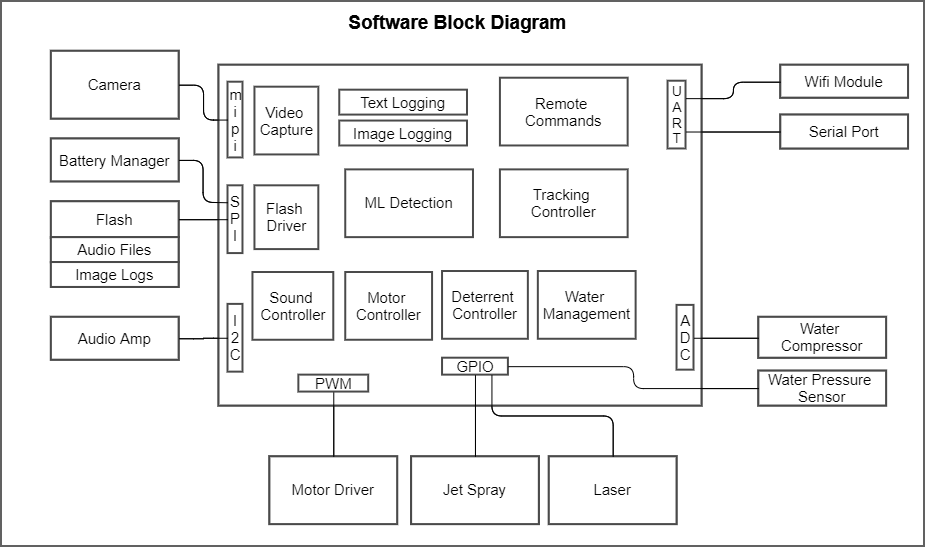 Software Block Diagram
Camera
m
i
p
i
Video
Capture
Text Logging
Image Logging
Remote
Commands
U
A
R
T
Wifi Module
Serial Port
Battery Manager
S
P
I
Flash
Audio Files
Image Logs
Flash
Driver
ML Detection
Tracking
Controller
Sound
Controller
Motor
Controller
Deterrent
Controller
Water
Management
Audio Amp
I
2
C
A
D
C
Water
Compressor
Water Pressure
Sensor
PWM
GPIO
Motor Driver
Jet Spray
Laser